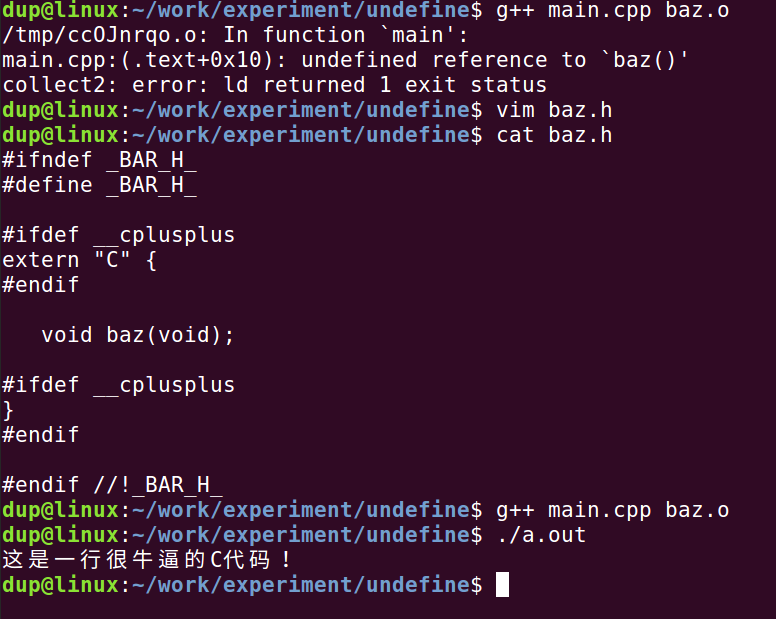 dup@linux:~/work/experiment/undefine$ g++ main.cpp baz.o
/tmp/ccOJnrqo.o: In function `main':
main.cpp:(.text+0x10): undefined reference to `baz()'
collect2: error: ld returned 1 exit status
dup@linux:~/work/experiment/undefine$ vim baz.h
dup@linux:~/work/experiment/undefine$ cat baz.h
#ifndef _BAR_H_
#define _BAR_H_
#ifdef __cplusplus
extern "C" {
#endif
void baz(void);
#ifdef __cplusplus
}
#endif
#endif //!_BAR_H_
dup@linux:~/work/experiment/undefine$ g++ main.cpp baz.o
dup@linux:~/work/experiment/undefine$ ./a.out
这是一行很牛逼的C代码！
dup@linux:~/work/experiment/undefine$